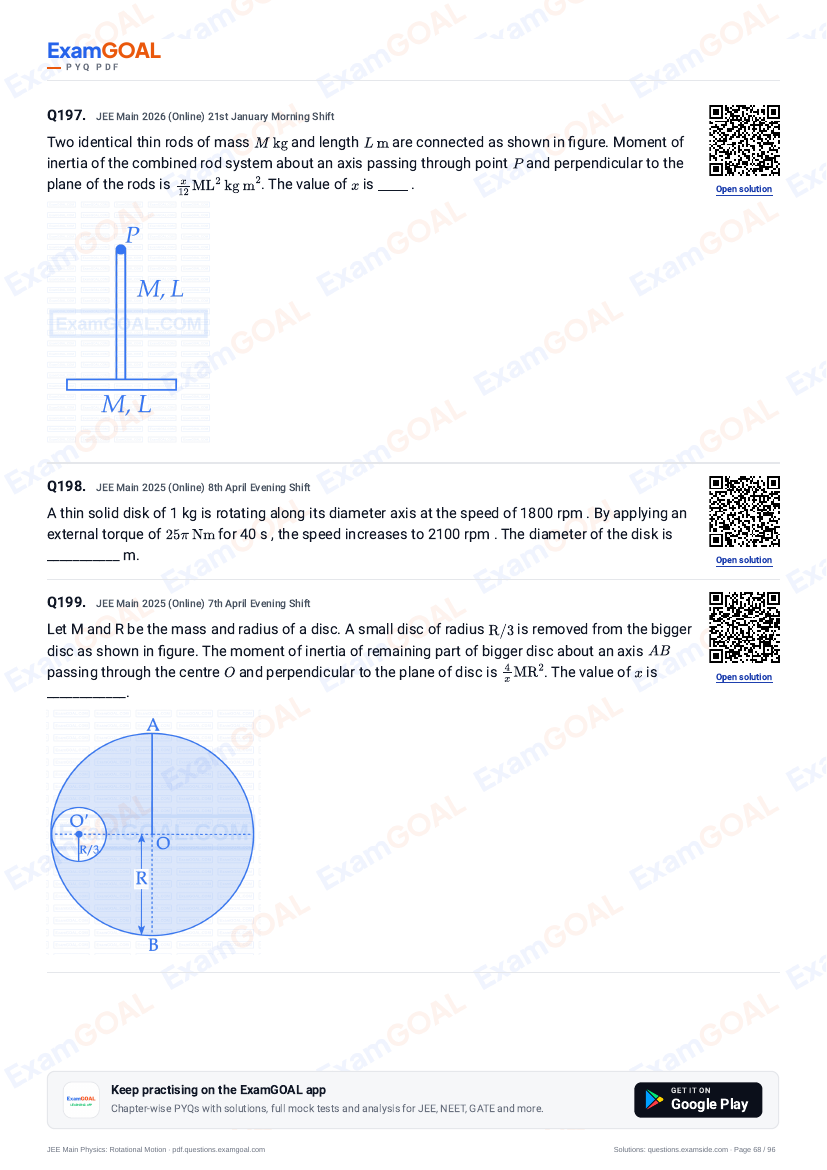 ExamGOAL
PYQ PDF
Q197. JEE Main 2026 (Online) 21st January Morning Shift
Two identical thin rods of mass M kg and length L m are connected as shown in figure. Moment of
inertia of the combined rod system about an axis passing through point P and perpendicular to the
plane of the rods is x/12 ML² kg m². The value of x is ____ .
Open solution
P
M, L
ExamGOAL.COM
M, L
Q198. JEE Main 2025 (Online) 8th April Evening Shift
A thin solid disk of 1 kg is rotating along its diameter axis at the speed of 1800 rpm . By applying an
external torque of 25π Nm for 40 s , the speed increases to 2100 rpm . The diameter of the disk is
__________ m.
Open solution
Q199. JEE Main 2025 (Online) 7th April Evening Shift
Let M and R be the mass and radius of a disc. A small disc of radius R/3 is removed from the bigger
disc as shown in figure. The moment of inertia of remaining part of bigger disc about an axis AB
passing through the centre O and perpendicular to the plane of disc is 4/x MR². The value of x is
___________.
Open solution
A
O′
ExamGOAL.COM
O
R/3
R
B
Keep practising on the ExamGOAL app
Chapter-wise PYQs with solutions, full mock tests and analysis for JEE, NEET, GATE and more.
GET IT ON
Google Play
JEE Main Physics: Rotational Motion · pdf.questions.examgoal.com
Solutions: questions.examside.com · Page 68 / 96